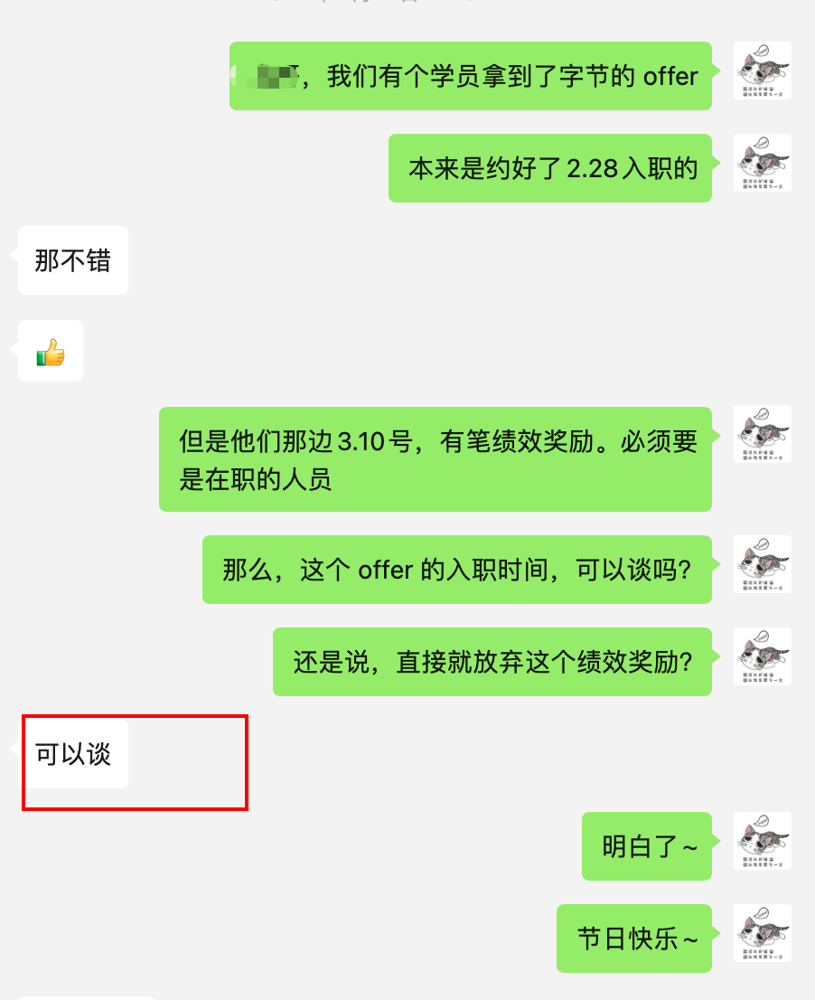 ，我们有个学员拿到了字节的 offer
本来是约好了2.28入职的
那不错
但是他们那边3.10号，有笔绩效奖励。必须要
是在职的人员
那么，这个 offer 的入职时间，可以谈吗?
还是说，直接就放弃这个绩效奖励?
可以谈
明白了~
节日快乐~